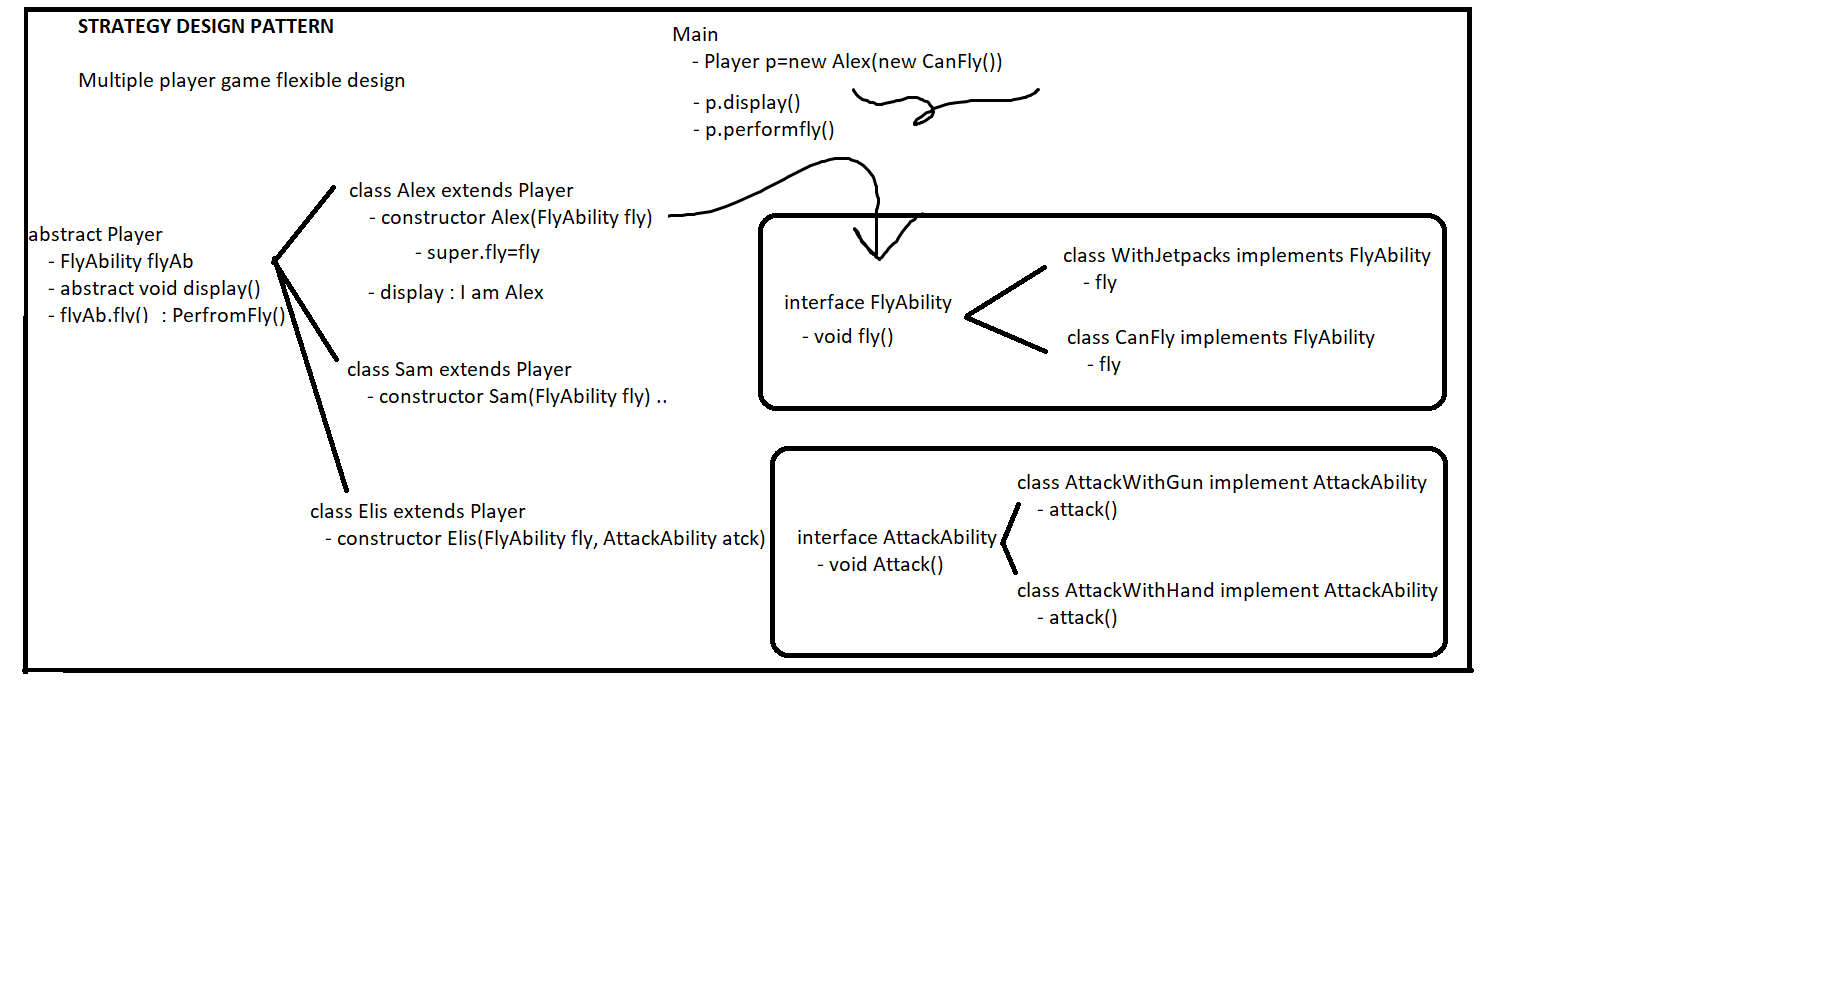 STRATEGY DESIGN PATTERN
Multiple player game flexible design
Main
- Player p=new Alex(new CanFly())
- p.display()
- p.performfly()
abstract Player
- FlyAbility flyAb
- abstract void display()
- flyAb.fly() : PerfromFly()
class Alex extends Player
- constructor Alex(FlyAbility fly)
- super.fly=fly
- display : I am Alex
class Sam extends Player
- constructor Sam(FlyAbility fly) ..
class Elis extends Player
- constructor Elis(FlyAbility fly, AttackAbility atck)
interface FlyAbility
- void fly()
class WithJetpacks implements FlyAbility
- fly
class CanFly implements FlyAbility
- fly
interface AttackAbility
- void Attack()
class AttackWithGun implement AttackAbility
- attack()
class AttackWithHand implement AttackAbility
- attack()